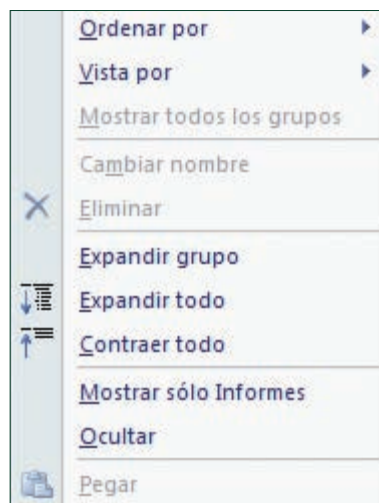 Ordenar por
Vista por
Mostrar todos los grupos
Cambiar nombre
Eliminar
Expandir grupo
Expandir todo
Contraer todo
Mostrar sólo Informes
Ocultar
Pegar